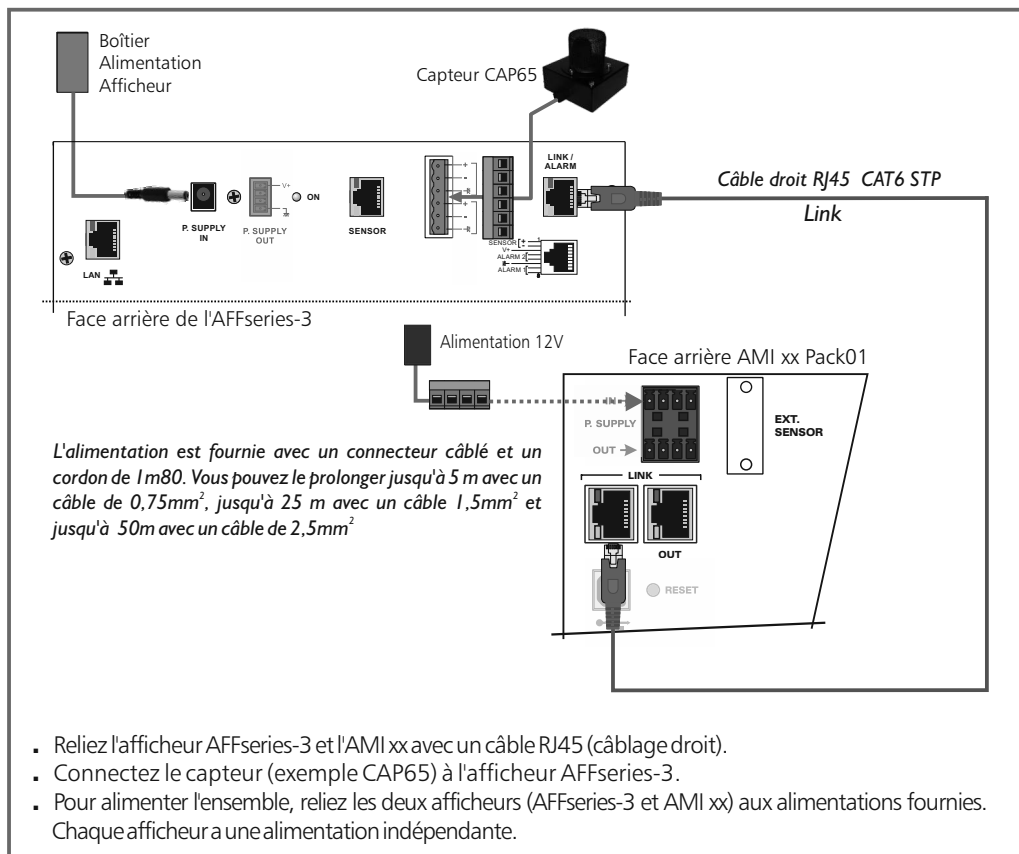 Boîtier
Alimentation
Afficheur
Capteur CAP65
LINK /
ALARM
Câble droit RJ45 CAT6 STP
Link
V+
ON
+
-
+
-
P. SUPPLY
IN
P. SUPPLY
OUT
SENSOR
SENSOR + -
V+
ALARM 2
ALARM 1
LAN
Face arrière de l'AFFseries-3
Alimentation 12V
Face arrière AMI xx Pack01
IN
P. SUPPLY
OUT
EXT.
SENSOR
LINK
OUT
RESET
L'alimentation est fournie avec un connecteur câblé et un
cordon de 1m80. Vous pouvez le prolonger jusqu'à 5 m avec un
câble de 0,75mm², jusqu'à 25 m avec un câble 1,5mm² et
jusqu'à 50m avec un câble de 2,5mm²
. Reliez l'afficheur AFFseries-3 et l'AMI xx avec un câble RJ45 (câblage droit).
. Connectez le capteur (exemple CAP65) à l'afficheur AFFseries-3.
. Pour alimenter l'ensemble, reliez les deux afficheurs (AFFseries-3 et AMI xx) aux alimentations fournies.
Chaque afficheur a une alimentation indépendante.